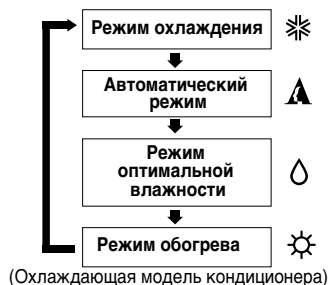 Режим охлаждения
Автоматический
режим
Режим
оптимальной
влажности
Режим обогрева
(Охлаждающая модель кондиционера)